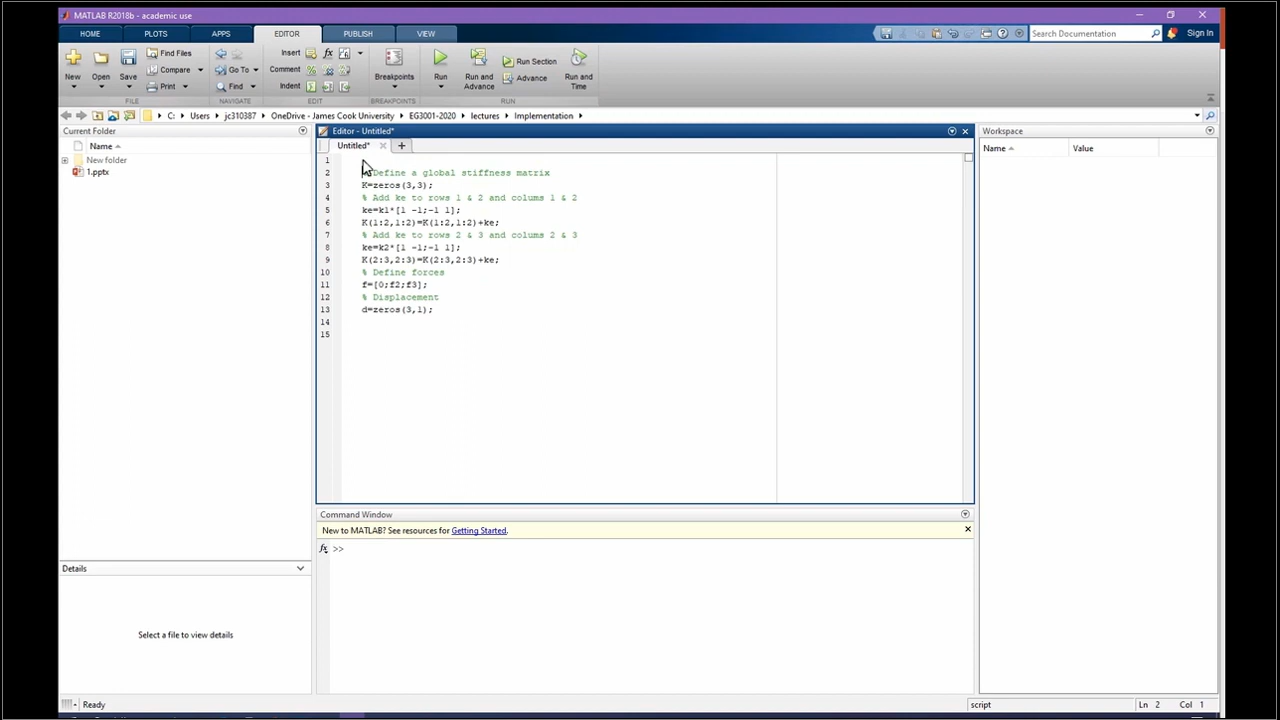 MATLAB R2018b - academic use
HOME PLOTS APPS EDITOR PUBLISH VIEW Search Documentation Sign In
New Open Save Find Files Compare Print Go To Find Insert fx Comment Indent Breakpoints Run Run and Advance Run Section Advance Run and Time
FILE NAVIGATE EDIT BREAKPOINTS RUN
C: Users jc310387 OneDrive - James Cook University EG3001-2020 lectures Implementation
Current Folder
Name
New folder
1.pptx
Details
Select a file to view details
Editor - Untitled*
Untitled*
1
2 Define a global stiffness matrix
3 K=zeros(3,3);
4 % Add ke to rows 1 & 2 and colums 1 & 2
5 ke=k1*[1 -1;-1 1];
6 K(1:2,1:2)=K(1:2,1:2)+ke;
7 % Add ke to rows 2 & 3 and colums 2 & 3
8 ke=k2*[1 -1;-1 1];
9 K(2:3,2:3)=K(2:3,2:3)+ke;
10 % Define forces
11 f=[0;f2;f3];
12 % Displacement
13 d=zeros(3,1);
14
15
Command Window
New to MATLAB? See resources for Getting Started.
fx >>
Workspace
Name Value
Ready script Ln 2 Col 1